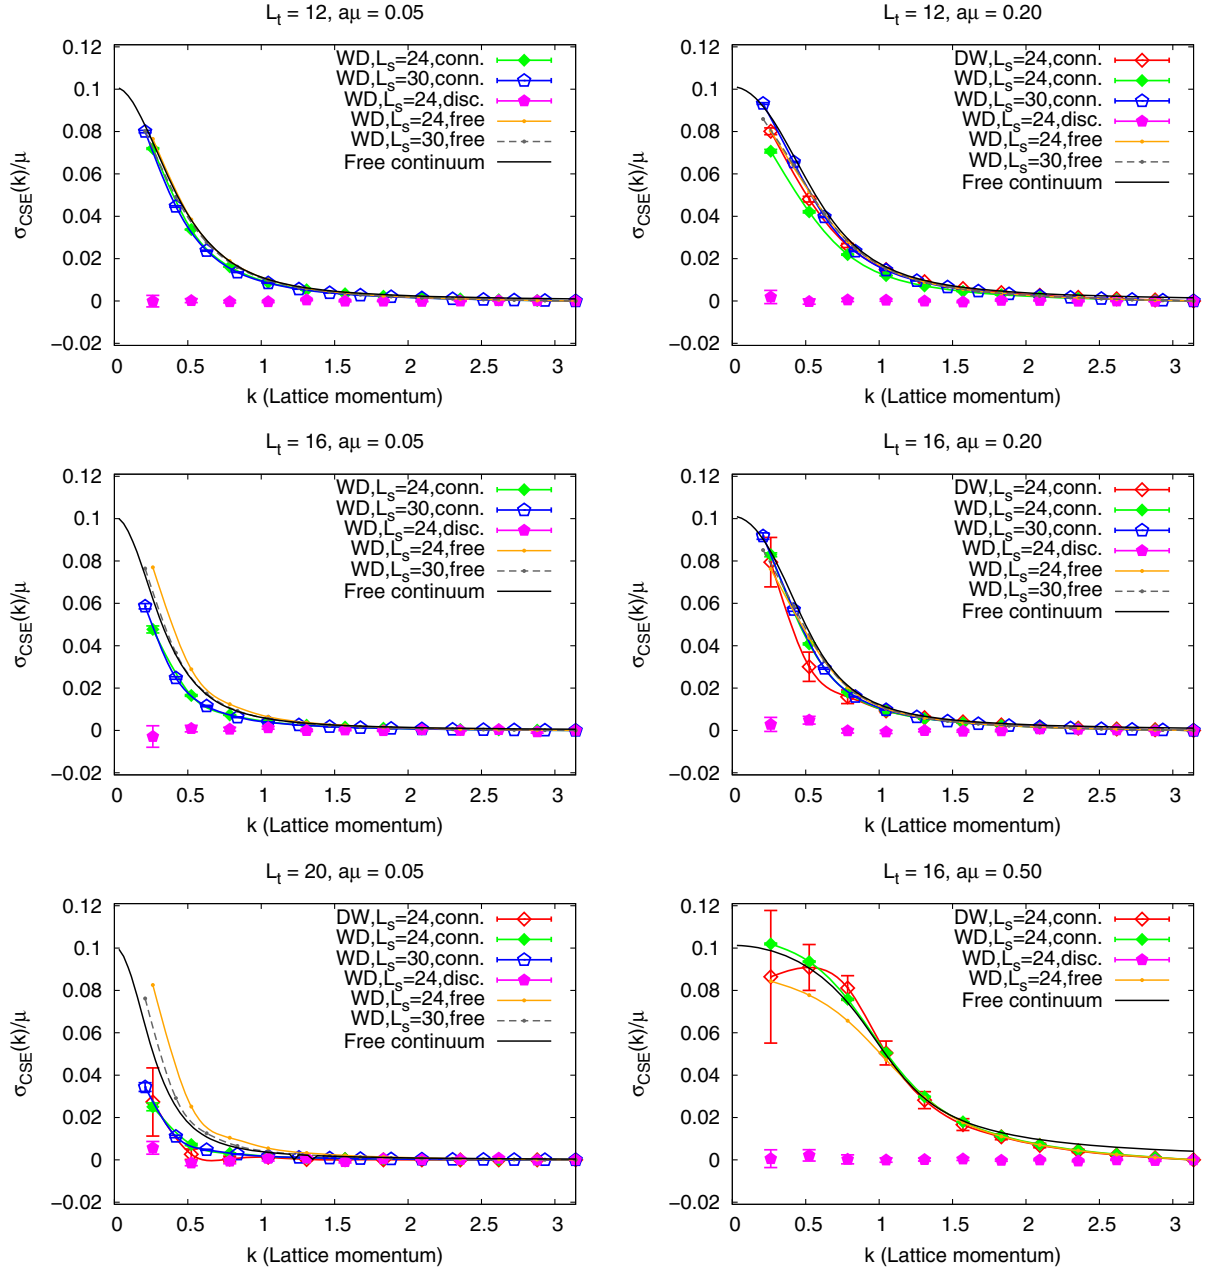 L_t = 12, aμ = 0.05
σ_CSE(k)/μ
0.12
0.1
0.08
0.06
0.04
0.02
0
-0.02
WD,L_s=24,conn.
WD,L_s=30,conn.
WD,L_s=24,disc.
WD,L_s=24,free
WD,L_s=30,free
Free continuum
0 0.5 1 1.5 2 2.5 3
k (Lattice momentum)
L_t = 12, aμ = 0.20
σ_CSE(k)/μ
0.12
0.1
0.08
0.06
0.04
0.02
0
-0.02
DW,L_s=24,conn.
WD,L_s=24,conn.
WD,L_s=30,conn.
WD,L_s=24,disc.
WD,L_s=24,free
WD,L_s=30,free
Free continuum
0 0.5 1 1.5 2 2.5 3
k (Lattice momentum)
L_t = 16, aμ = 0.05
σ_CSE(k)/μ
0.12
0.1
0.08
0.06
0.04
0.02
0
-0.02
WD,L_s=24,conn.
WD,L_s=30,conn.
WD,L_s=24,disc.
WD,L_s=24,free
WD,L_s=30,free
Free continuum
0 0.5 1 1.5 2 2.5 3
k (Lattice momentum)
L_t = 16, aμ = 0.20
σ_CSE(k)/μ
0.12
0.1
0.08
0.06
0.04
0.02
0
-0.02
DW,L_s=24,conn.
WD,L_s=24,conn.
WD,L_s=30,conn.
WD,L_s=24,disc.
WD,L_s=24,free
WD,L_s=30,free
Free continuum
0 0.5 1 1.5 2 2.5 3
k (Lattice momentum)
L_t = 20, aμ = 0.05
σ_CSE(k)/μ
0.12
0.1
0.08
0.06
0.04
0.02
0
-0.02
DW,L_s=24,conn.
WD,L_s=24,conn.
WD,L_s=30,conn.
WD,L_s=24,disc.
WD,L_s=24,free
WD,L_s=30,free
Free continuum
0 0.5 1 1.5 2 2.5 3
k (Lattice momentum)
L_t = 16, aμ = 0.50
σ_CSE(k)/μ
0.12
0.1
0.08
0.06
0.04
0.02
0
-0.02
DW,L_s=24,conn.
WD,L_s=24,conn.
WD,L_s=24,disc.
WD,L_s=24,free
Free continuum
0 0.5 1 1.5 2 2.5 3
k (Lattice momentum)